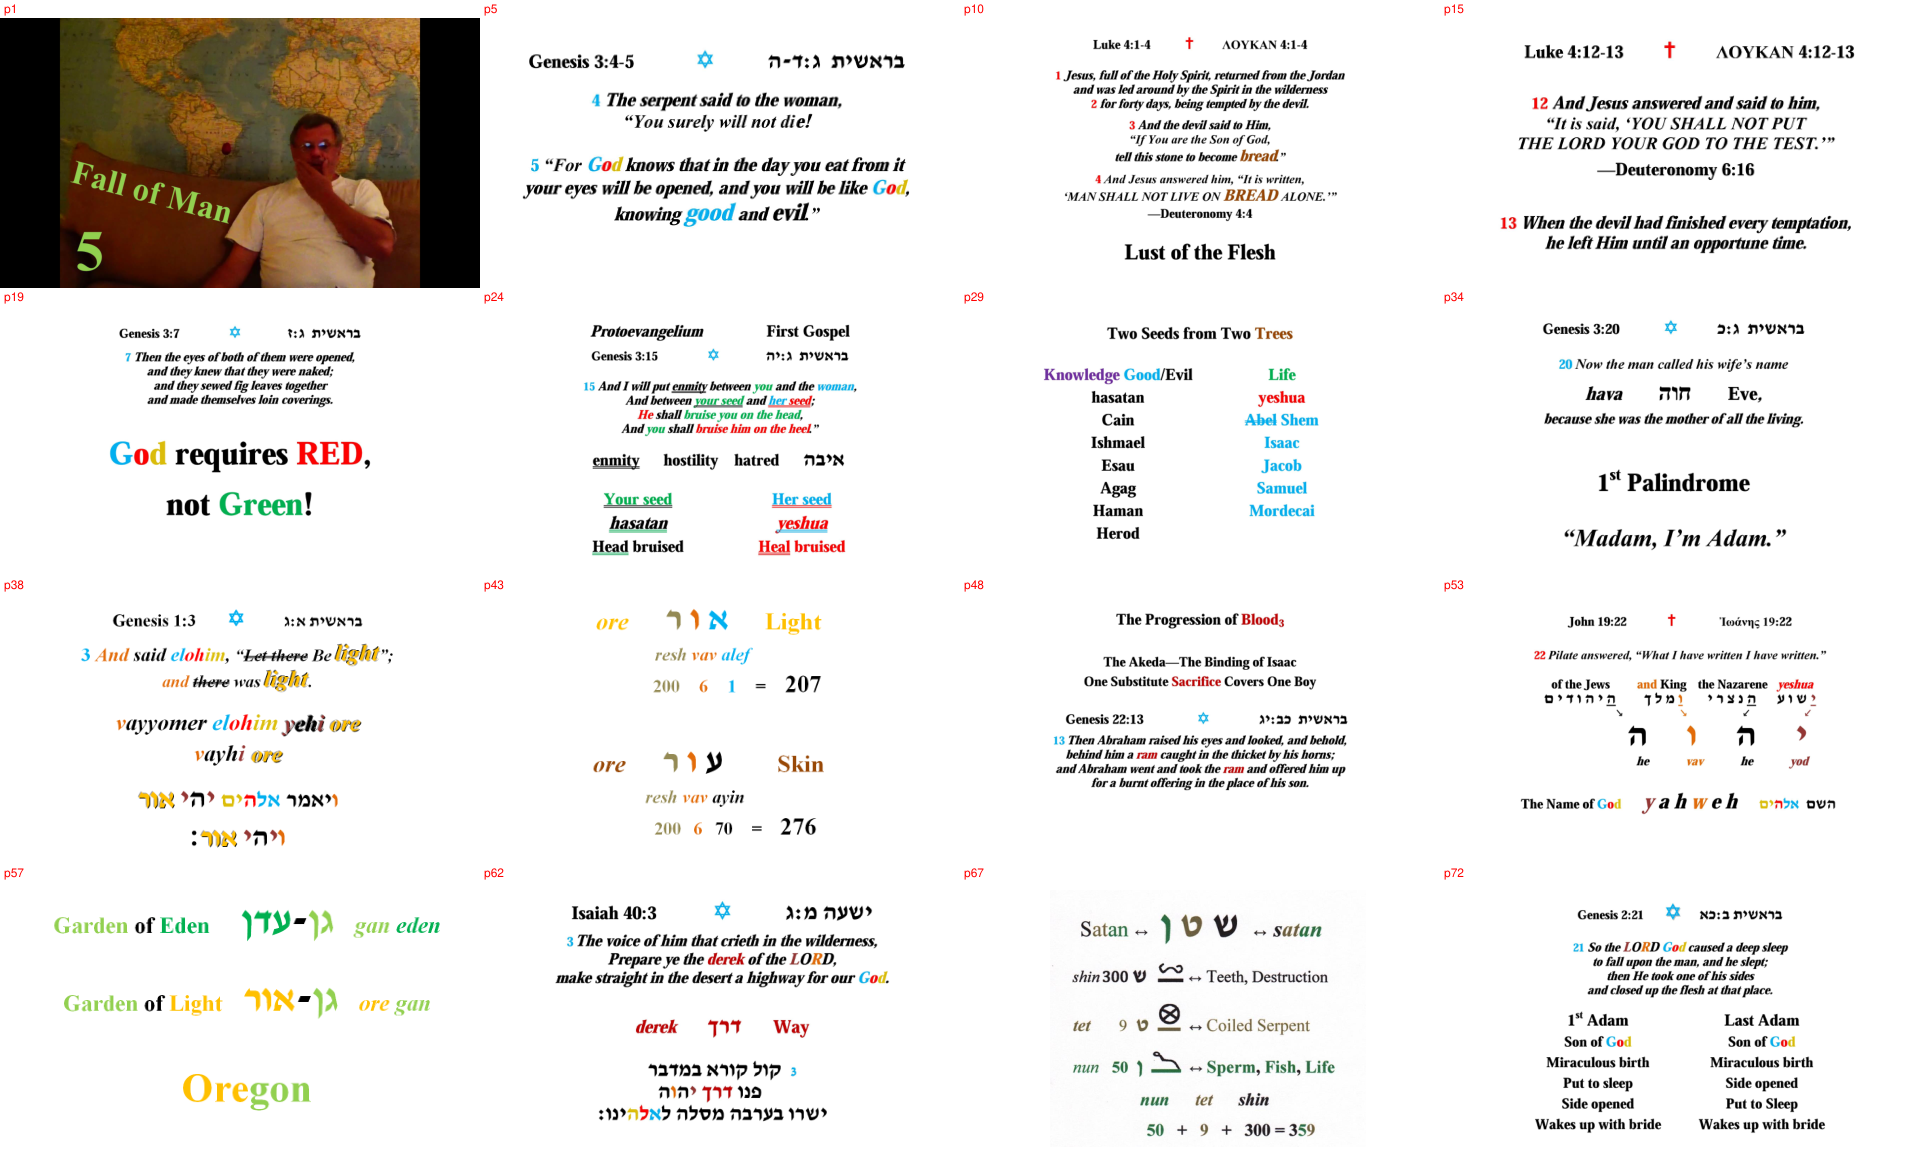 p1
Fall of Man
5
p5
Genesis 3:4-5 ✡ בראשית ג:ד-ה
4 The serpent said to the woman,
“You surely will not die!
5 “For God knows that in the day you eat from it
your eyes will be opened, and you will be like God,
knowing good and evil.”
p10
Luke 4:1-4 ✝ ΛΟΥΚΑΝ 4:1-4
1 Jesus, full of the Holy Spirit, returned from the Jordan
and was led around by the Spirit in the wilderness
2 for forty days, being tempted by the devil.
3 And the devil said to Him,
“If You are the Son of God,
tell this stone to become bread.”
4 And Jesus answered him, “It is written,
‘MAN SHALL NOT LIVE ON BREAD ALONE.’”
—Deuteronomy 4:4
Lust of the Flesh
p15
Luke 4:12-13 ✝ ΛΟΥΚΑΝ 4:12-13
12 And Jesus answered and said to him,
“It is said, ‘YOU SHALL NOT PUT
THE LORD YOUR GOD TO THE TEST.’”
—Deuteronomy 6:16
13 When the devil had finished every temptation,
he left Him until an opportune time.
p19
Genesis 3:7 ✡ בראשית ג:ז
7 Then the eyes of both of them were opened,
and they knew that they were naked;
and they sewed fig leaves together
and made themselves loin coverings.
God requires RED,
not Green!
p24
Protoevangelium First Gospel
Genesis 3:15 ✡ בראשית ג:יה
15 And I will put enmity between you and the woman,
And between your seed and her seed;
He shall bruise you on the head,
And you shall bruise him on the heel.”
enmity hostility hatred איבה
Your seed Her seed
hasatan yeshua
Head bruised Heal bruised
p29
Two Seeds from Two Trees
Knowledge Good/Evil Life
hasatan yeshua
Cain Abel Shem
Ishmael Isaac
Esau Jacob
Agag Samuel
Haman Mordecai
Herod
p34
Genesis 3:20 ✡ בראשית ג:כ
20 Now the man called his wife’s name
hava חוה Eve,
because she was the mother of all the living.
1st Palindrome
“Madam, I’m Adam.”
p38
Genesis 1:3 ✡ בראשית א:ג
3 And said elohim, “Let there Be light”;
and there was light.
vayyomer elohim yehi ore
vayhi ore
ויאמר אלהים יהי אור
ויהי אור:
p43
ore אור Light
resh vav alef
200 6 1 = 207
ore עור Skin
resh vav ayin
200 6 70 = 276
p48
The Progression of Blood3
The Akeda—The Binding of Isaac
One Substitute Sacrifice Covers One Boy
Genesis 22:13 ✡ בראשית כב:יג
13 Then Abraham raised his eyes and looked, and behold,
behind him a ram caught in the thicket by his horns;
and Abraham went and took the ram and offered him up
for a burnt offering in the place of his son.
p53
John 19:22 ✝ Ἰωάνης 19:22
22 Pilate answered, “What I have written I have written.”
of the Jews and King the Nazarene yeshua
ישוע הנצרי ומלך היהודים
ה ו ה י
he vav he yod
The Name of God yahweh השם אלהים
p57
Garden of Eden גן-עדן gan eden
Garden of Light גן-אור ore gan
Oregon
p62
Isaiah 40:3 ✡ ישעה מ:ג
3 The voice of him that crieth in the wilderness,
Prepare ye the derek of the LORD,
make straight in the desert a highway for our God.
derek דרך Way
3 קול קורא במדבר
פנו דרך יהוה
ישרו בערבה מסלה לאלהינו:
p67
Satan ↔ שטן ↔ satan
shin 300 ש ↔ Teeth, Destruction
tet 9 ט ↔ Coiled Serpent
nun 50 ן ↔ Sperm, Fish, Life
nun tet shin
50 + 9 + 300 = 359
p72
Genesis 2:21 ✡ בראשית ב:כא
21 So the LORD God caused a deep sleep
to fall upon the man, and he slept;
then He took one of his sides
and closed up the flesh at that place.
1st Adam Last Adam
Son of God Son of God
Miraculous birth Miraculous birth
Put to sleep Side opened
Side opened Put to Sleep
Wakes up with bride Wakes up with bride